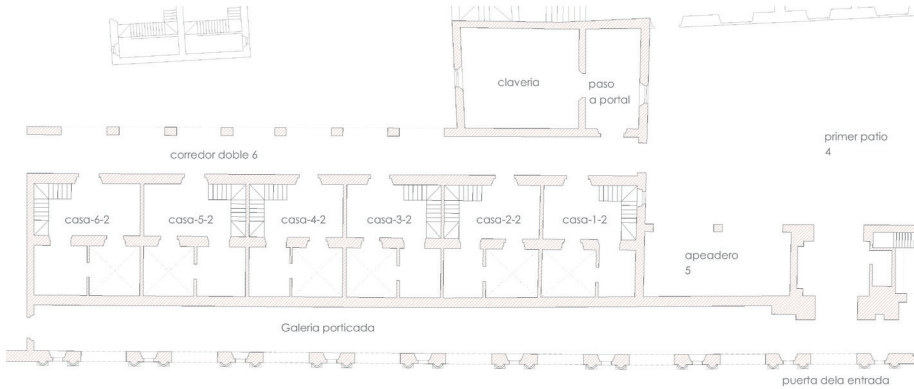 claveria
paso
a portal
primer patio
4
corredor doble 6
casa-6-2
casa-5-2
casa-4-2
casa-3-2
casa-2-2
casa-1-2
apeadero
5
Galeria porticada
puerta dela entrada